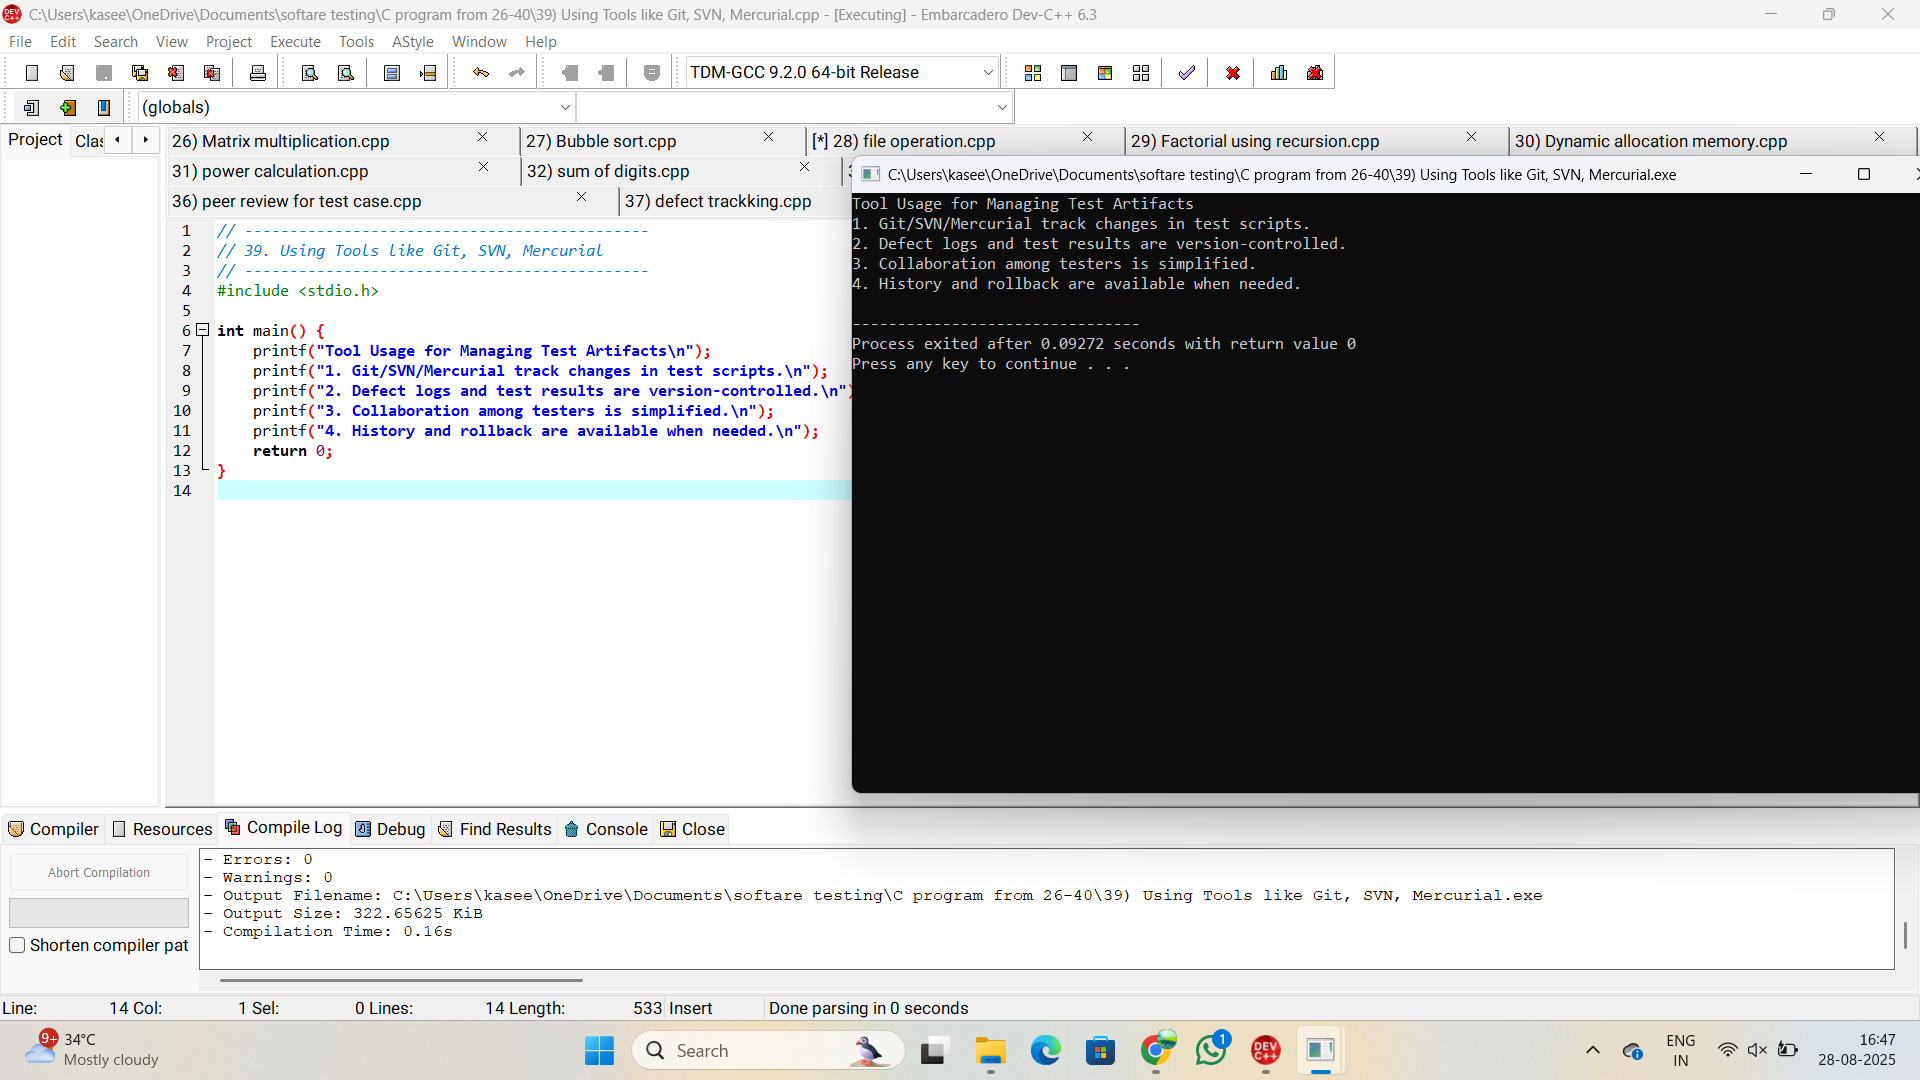 C:\Users\kasee\OneDrive\Documents\softare testing\C program from 26-40\39) Using Tools like Git, SVN, Mercurial.cpp - [Executing] - Embarcadero Dev-C++ 6.3
File Edit Search View Project Execute Tools AStyle Window Help
TDM-GCC 9.2.0 64-bit Release
(globals)
Project Clas
26) Matrix multiplication.cpp 27) Bubble sort.cpp [*] 28) file operation.cpp 29) Factorial using recursion.cpp 30) Dynamic allocation memory.cpp
31) power calculation.cpp 32) sum of digits.cpp
36) peer review for test case.cpp 37) defect trackking.cpp
1 // ---------------------------------------------
2 // 39. Using Tools like Git, SVN, Mercurial
3 // ---------------------------------------------
4 #include <stdio.h>
5
6 int main() {
7 printf("Tool Usage for Managing Test Artifacts\n");
8 printf("1. Git/SVN/Mercurial track changes in test scripts.\n");
9 printf("2. Defect logs and test results are version-controlled.\n")
10 printf("3. Collaboration among testers is simplified.\n");
11 printf("4. History and rollback are available when needed.\n");
12 return 0;
13 }
14
C:\Users\kasee\OneDrive\Documents\softare testing\C program from 26-40\39) Using Tools like Git, SVN, Mercurial.exe
Tool Usage for Managing Test Artifacts
1. Git/SVN/Mercurial track changes in test scripts.
2. Defect logs and test results are version-controlled.
3. Collaboration among testers is simplified.
4. History and rollback are available when needed.
--------------------------------
Process exited after 0.09272 seconds with return value 0
Press any key to continue . . .
Compiler Resources Compile Log Debug Find Results Console Close
Abort Compilation
Shorten compiler pat
- Errors: 0
- Warnings: 0
- Output Filename: C:\Users\kasee\OneDrive\Documents\softare testing\C program from 26-40\39) Using Tools like Git, SVN, Mercurial.exe
- Output Size: 322.65625 KiB
- Compilation Time: 0.16s
Line: 14 Col: 1 Sel: 0 Lines: 14 Length: 533 Insert Done parsing in 0 seconds
9+ 34°C
Mostly cloudy
Search
DEV C++
1
ENG
IN
16:47
28-08-2025